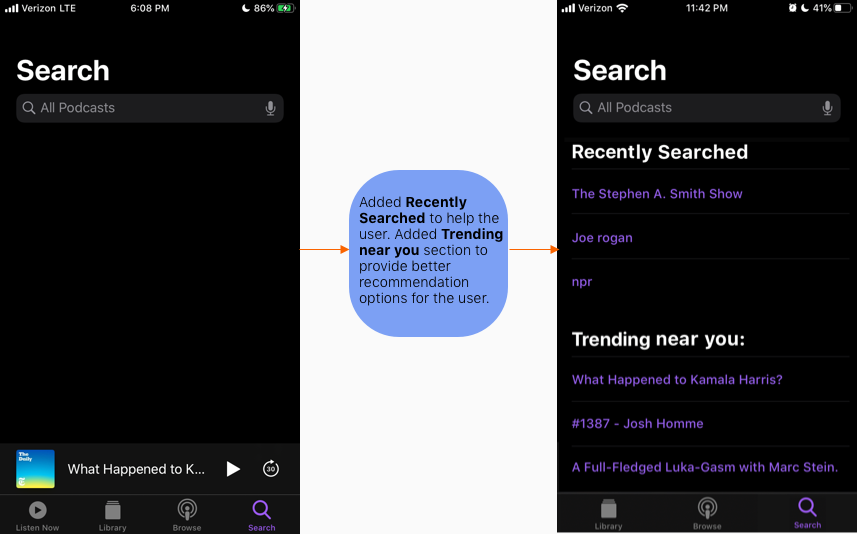 Verizon LTE
6:08 PM
86%
Search
All Podcasts
The
Daily
What Happened to K...
30
Listen Now
Library
Browse
Search
Added Recently
Searched to help the
user. Added Trending
near you section to
provide better
recommendation
options for the user.
Verizon
11:42 PM
41%
Search
All Podcasts
Recently Searched
The Stephen A. Smith Show
Joe rogan
npr
Trending near you:
What Happened to Kamala Harris?
#1387 - Josh Homme
A Full-Fledged Luka-Gasm with Marc Stein.
Library
Browse
Search